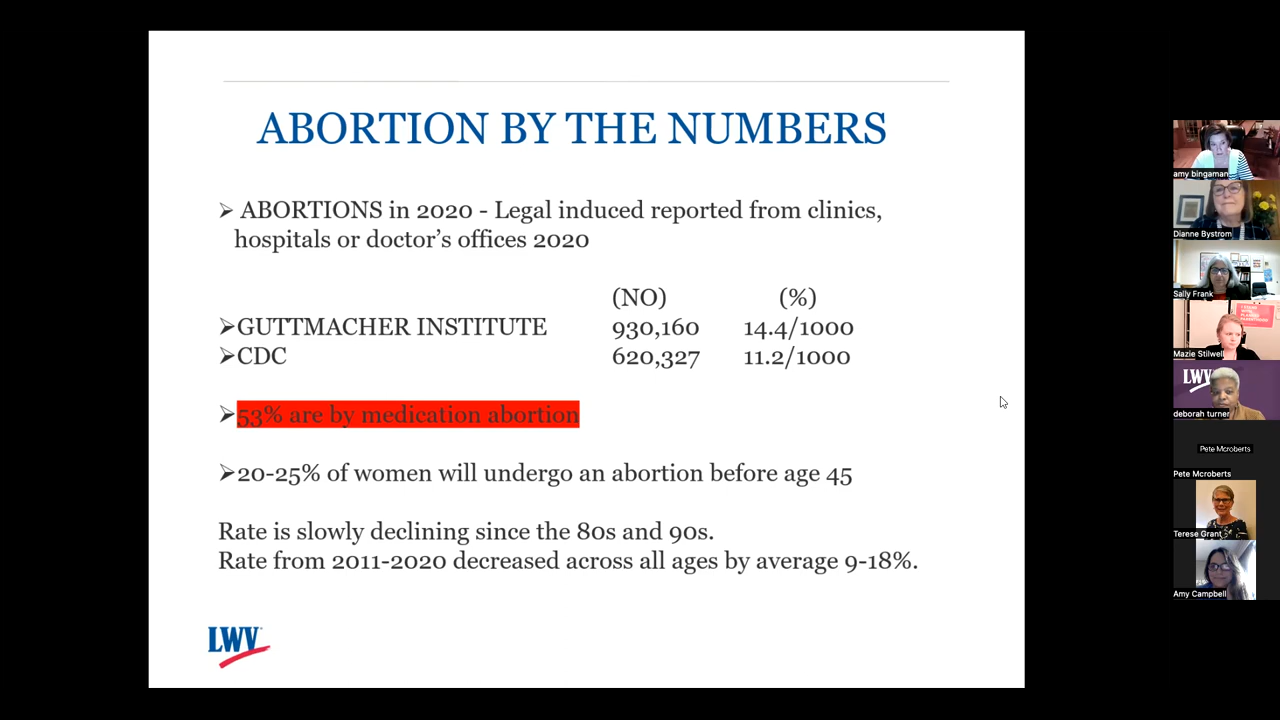 ABORTION BY THE NUMBERS
➢ ABORTIONS in 2020 - Legal induced reported from clinics,
hospitals or doctor's offices 2020
(NO) (%)
➢GUTTMACHER INSTITUTE 930,160 14.4/1000
➢CDC 620,327 11.2/1000
➢53% are by medication abortion
➢20-25% of women will undergo an abortion before age 45
Rate is slowly declining since the 80s and 90s.
Rate from 2011-2020 decreased across all ages by average 9-18%.
LWV
amy bingaman
Dianne Bystrom
Sally Frank
Mazie Stilwell
LWV
deborah turner
Pete Mcroberts
Pete Mcroberts
Terese Grant
Amy Campbell